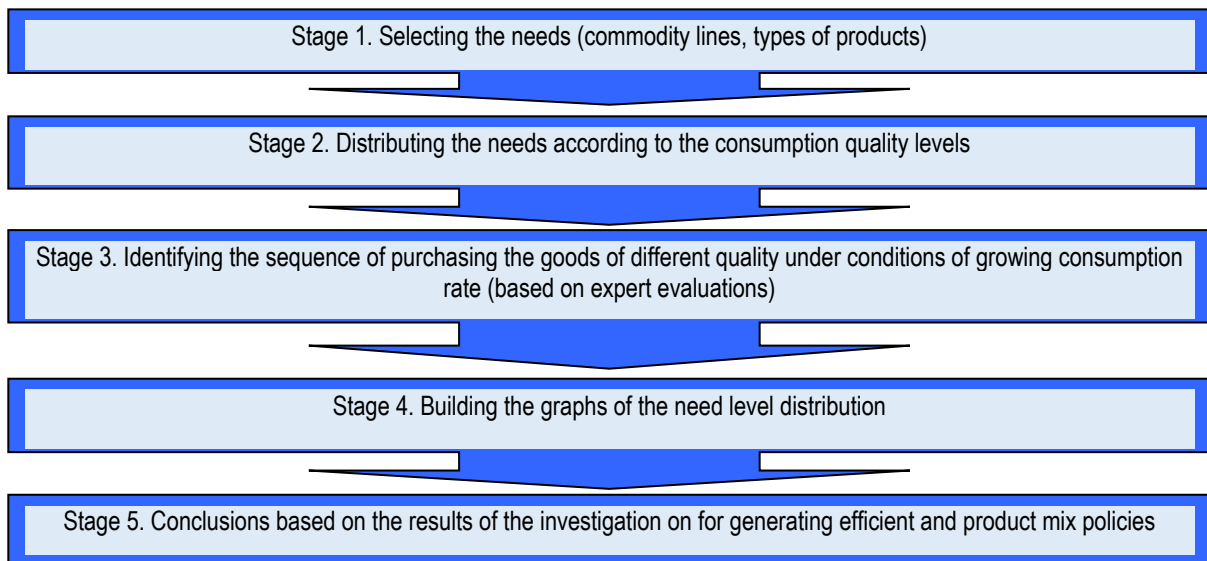 Stage 1. Selecting the needs (commodity lines, types of products)
Stage 2. Distributing the needs according to the consumption quality levels
Stage 3. Identifying the sequence of purchasing the goods of different quality under conditions of growing consumption
rate (based on expert evaluations)
Stage 4. Building the graphs of the need level distribution
Stage 5. Conclusions based on the results of the investigation on for generating efficient and product mix policies